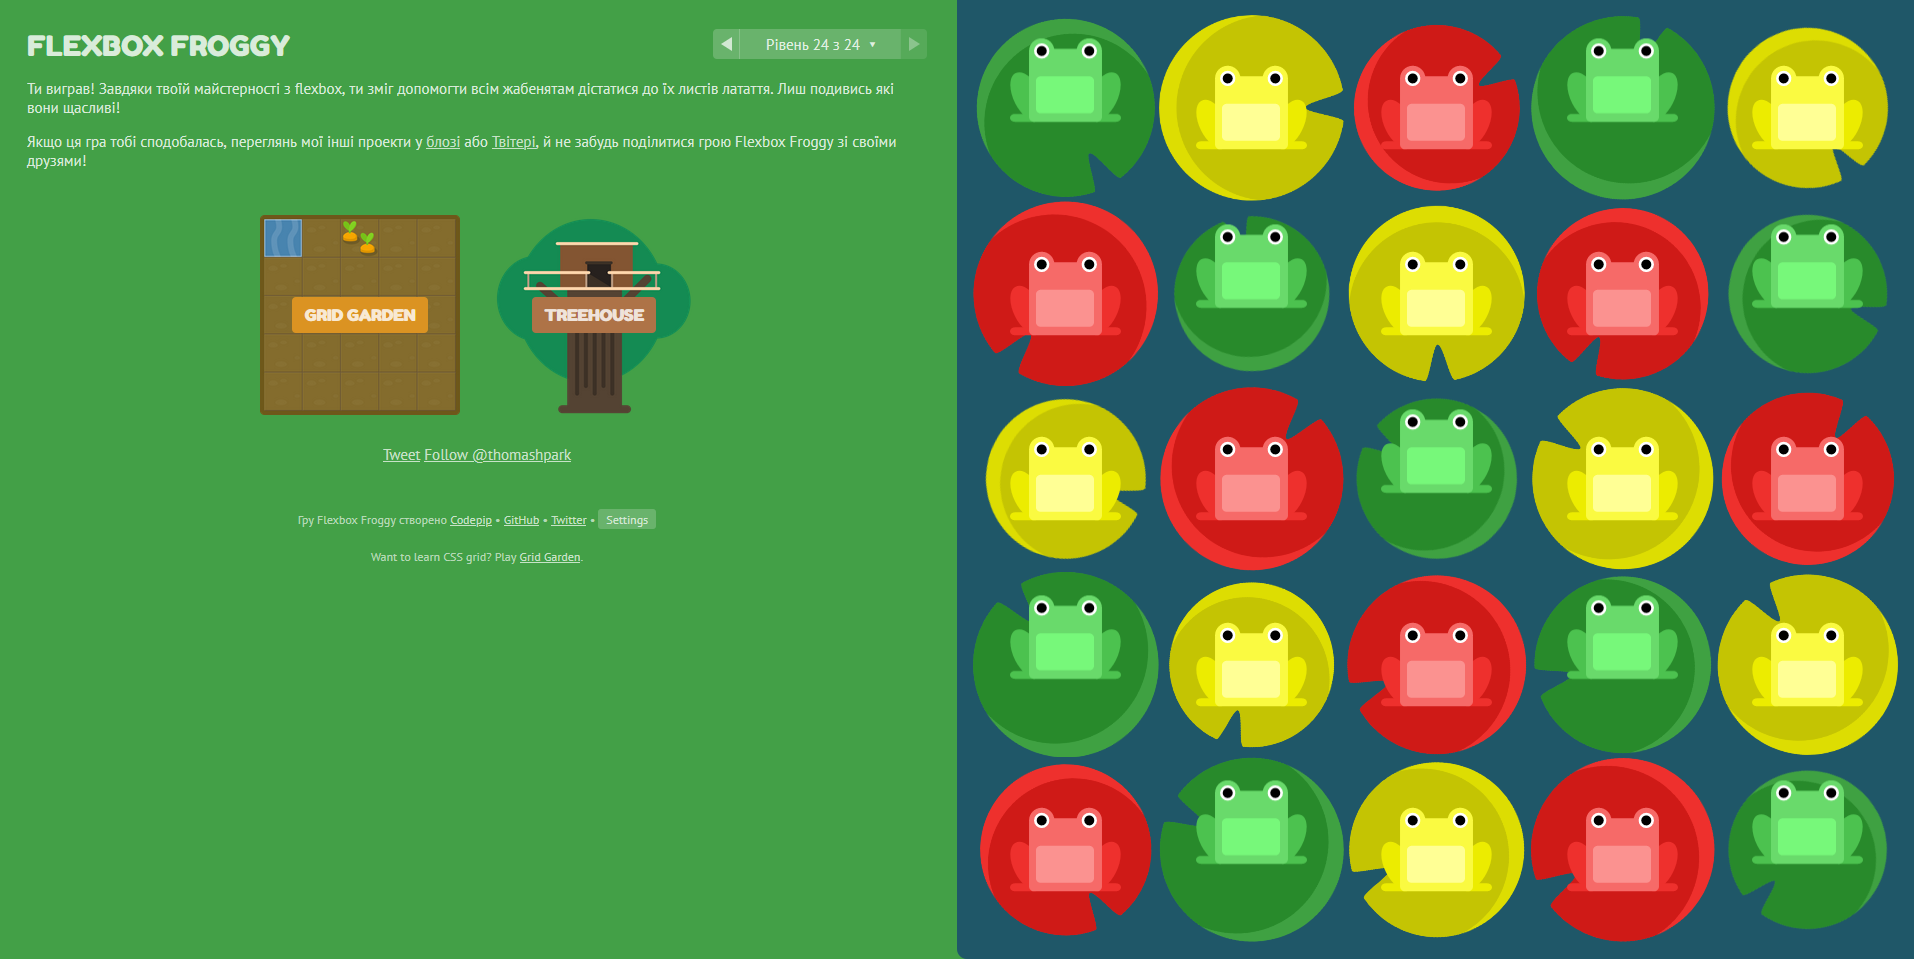 FLEXBOX FROGGY
Рівень 24 з 24
Ти виграв! Завдяки твоїй майстерності з flexbox, ти зміг допомогти всім жабенятам дістатися до їх листів латаття. Лиш подивись які
вони щасливі!
Якщо ця гра тобі сподобалась, переглянь мої інші проекти у блозі або Твітері, й не забудь поділитися грою Flexbox Froggy зі своїми
друзями!
GRID GARDEN
TREEHOUSE
Tweet Follow @thomashpark
Гру Flexbox Froggy створено Codepip • GitHub • Twitter • Settings
Want to learn CSS grid? Play Grid Garden.